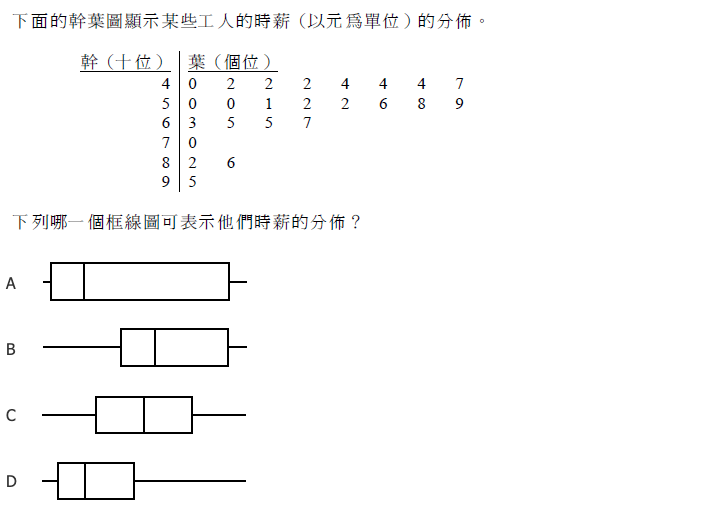 下面的幹葉圖顯示某些工人的時薪（以元爲單位）的分佈。
幹（十位） 葉（個位）
4 0 2 2 2 4 4 4 7
5 0 0 1 2 2 6 8 9
6 3 5 5 7
7 0
8 2 6
9 5
下列哪一個框線圖可表示他們時薪的分佈？
A
B
C
D